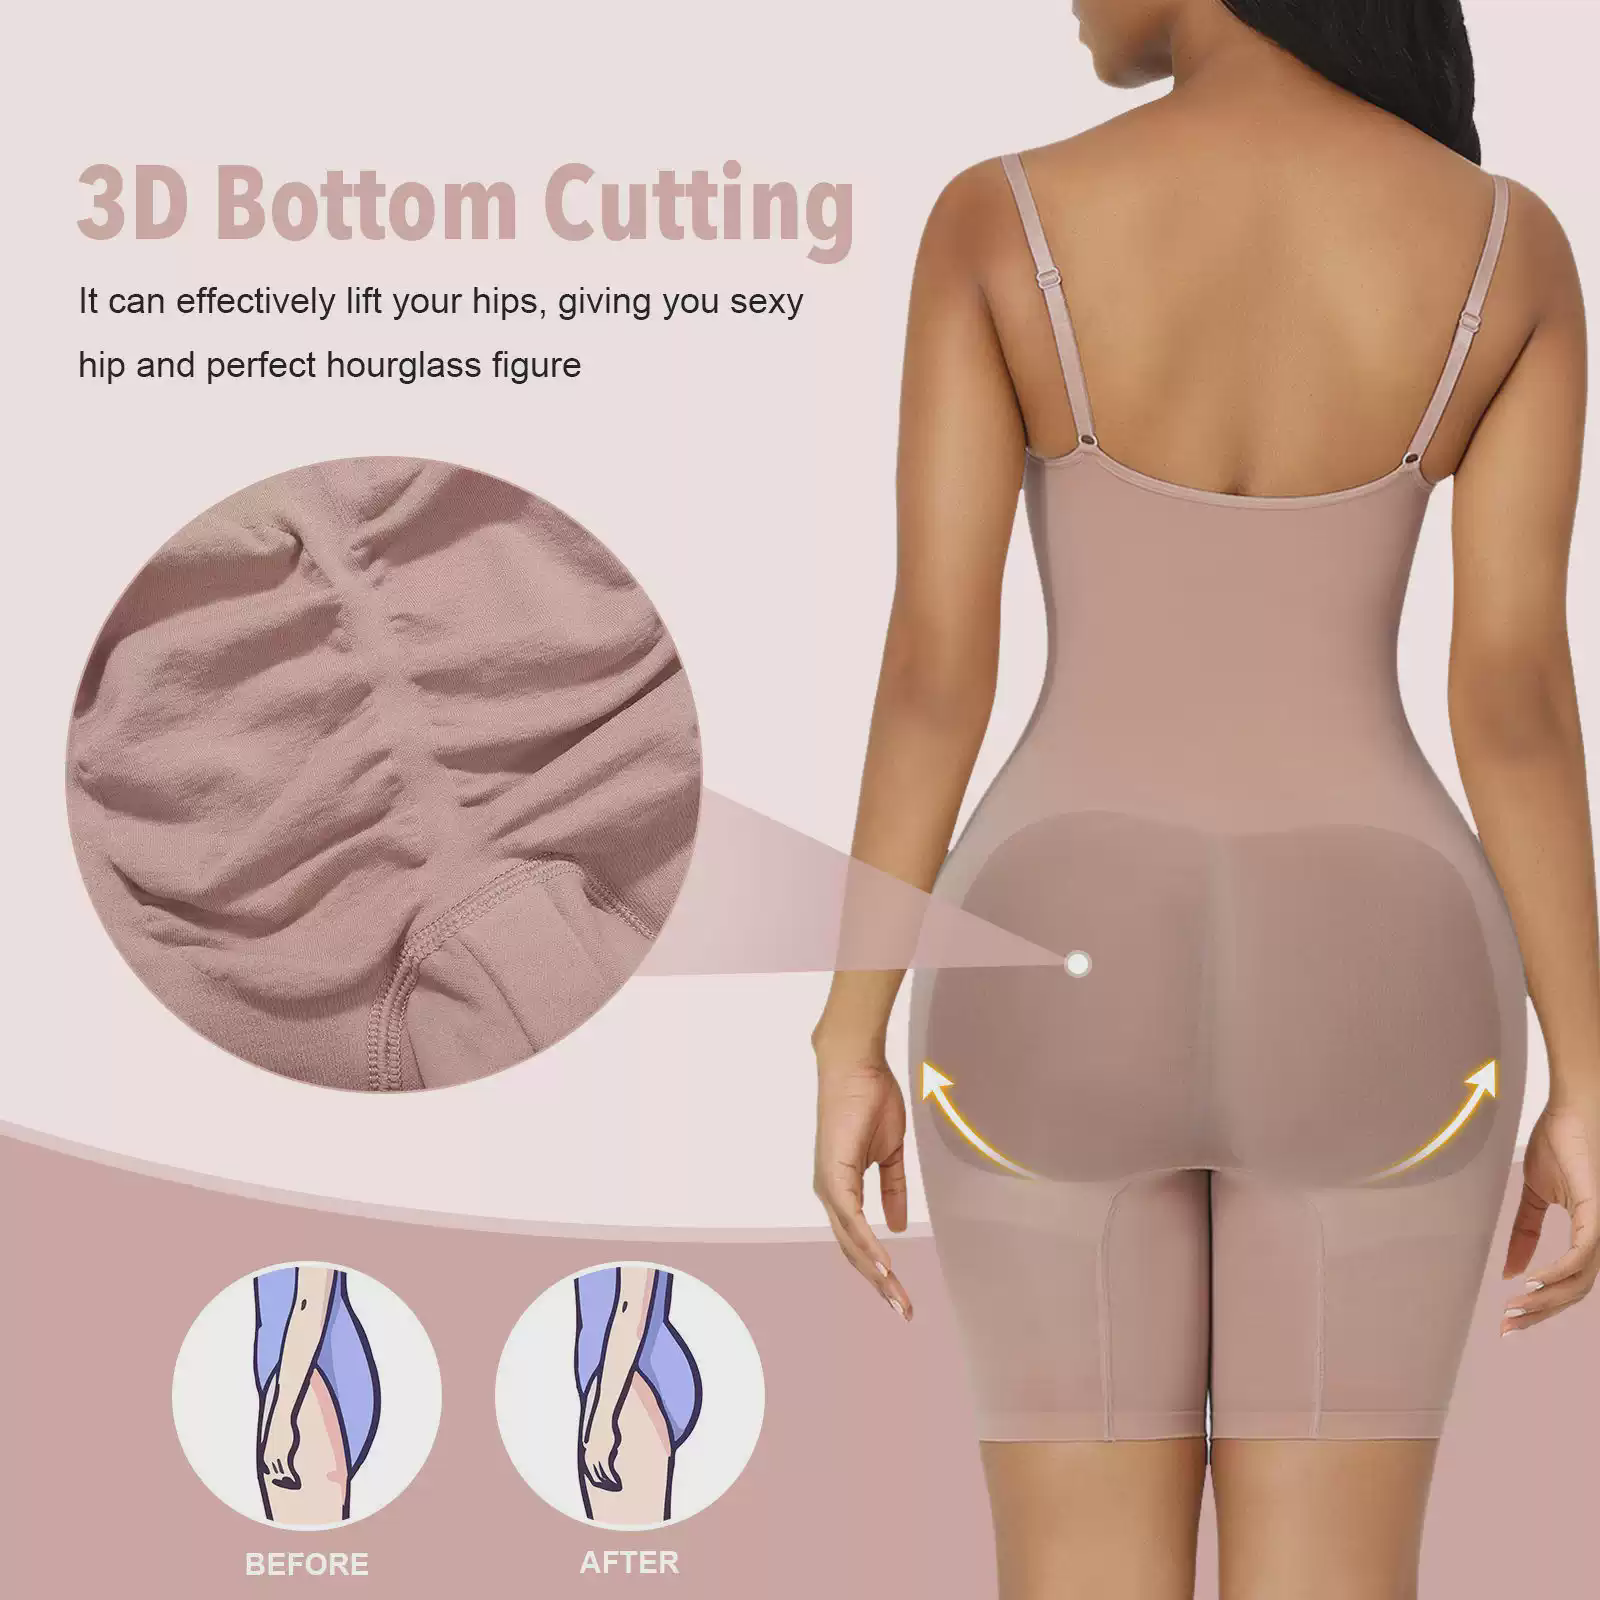 3D Bottom Cutting
It can effectively lift your hips, giving you sexy
hip and perfect hourglass figure
BEFORE
AFTER